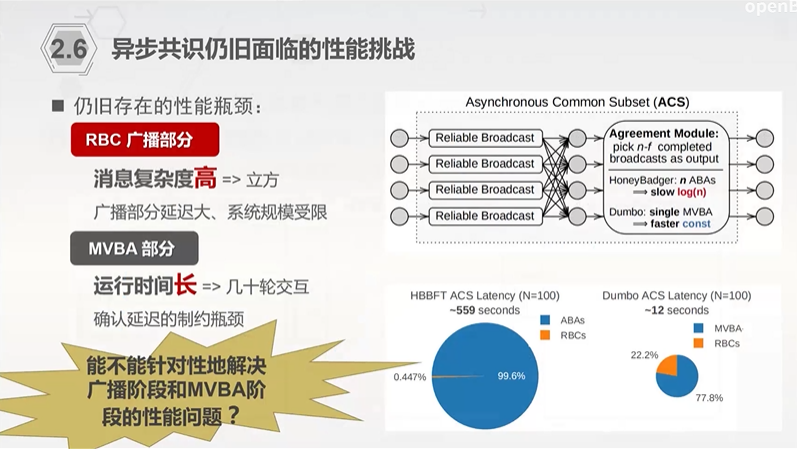 openB
2.6 异步共识仍旧面临的性能挑战
■ 仍旧存在的性能瓶颈：
RBC 广播部分
消息复杂度高 => 立方
广播部分延迟大、系统规模受限
MVBA 部分
运行时间长 => 几十轮交互
确认延迟的制约瓶颈
能不能针对性地解决
广播阶段和MVBA阶
段的性能问题？
Asynchronous Common Subset (ACS)
Reliable Broadcast
Reliable Broadcast
Reliable Broadcast
Reliable Broadcast
Agreement Module:
pick n-f completed
broadcasts as output
HoneyBadger: n ABAs
⟹ slow log(n)
Dumbo: single MVBA
⟹ faster const
HBBFT ACS Latency (N=100)
~559 seconds
ABAs
RBCs
0.447%
99.6%
Dumbo ACS Latency (N=100)
~12 seconds
MVBA
RBCs
22.2%
77.8%